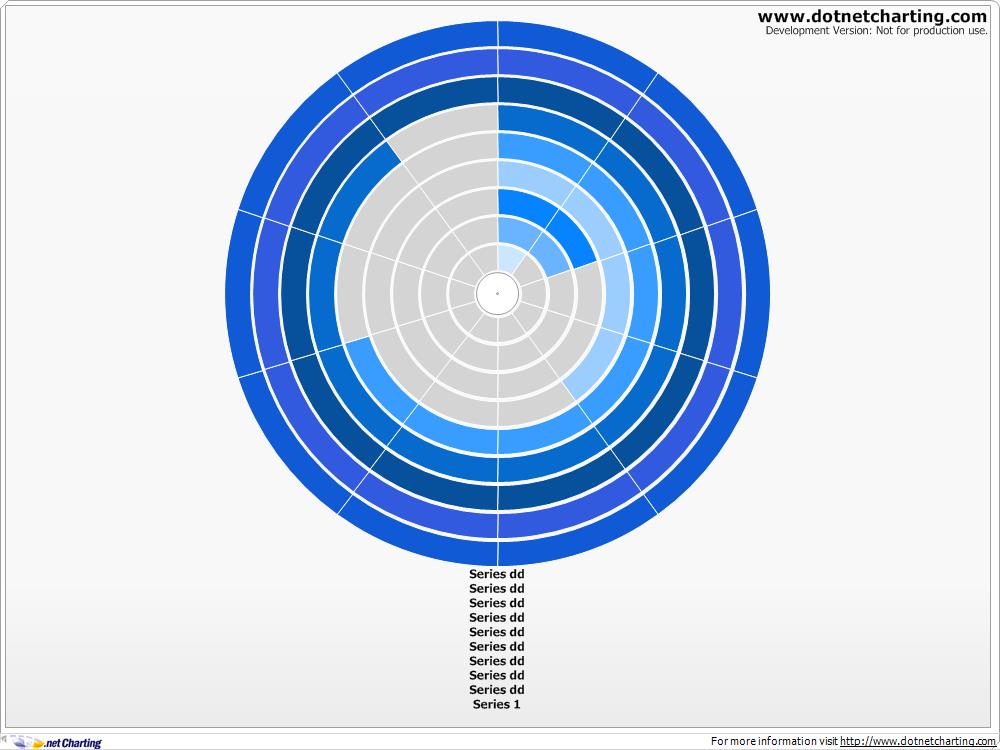 www.dotnetcharting.com
Development Version: Not for production use.
Series dd
Series dd
Series dd
Series dd
Series dd
Series dd
Series dd
Series dd
Series dd
Series 1
.net Charting
For more information visit http://www.dotnetcharting.com